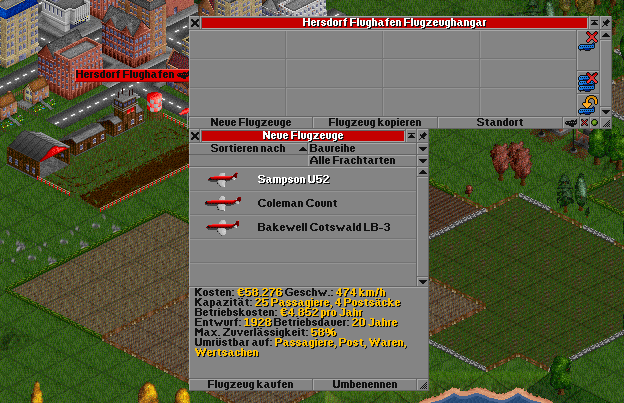 Hersdorf Flughafen Flugzeughangar
Hersdorf Flughafen
Neue Flugzeuge Flugzeug kopieren Standort
Neue Flugzeuge
Sortieren nach Baureihe
Alle Frachtarten
Sampson U52
Coleman Count
Bakewell Cotswald LB-3
Kosten: €58.276 Geschw.: 474 km/h
Kapazität: 25 Passagiere, 4 Postsäcke
Betriebskosten: €4.852 pro Jahr
Entwurf: 1928 Betriebsdauer: 20 Jahre
Max. Zuverlässigkeit: 58%
Umrüstbar auf: Passagiere, Post, Waren,
Wertsachen
Flugzeug kaufen Umbenennen